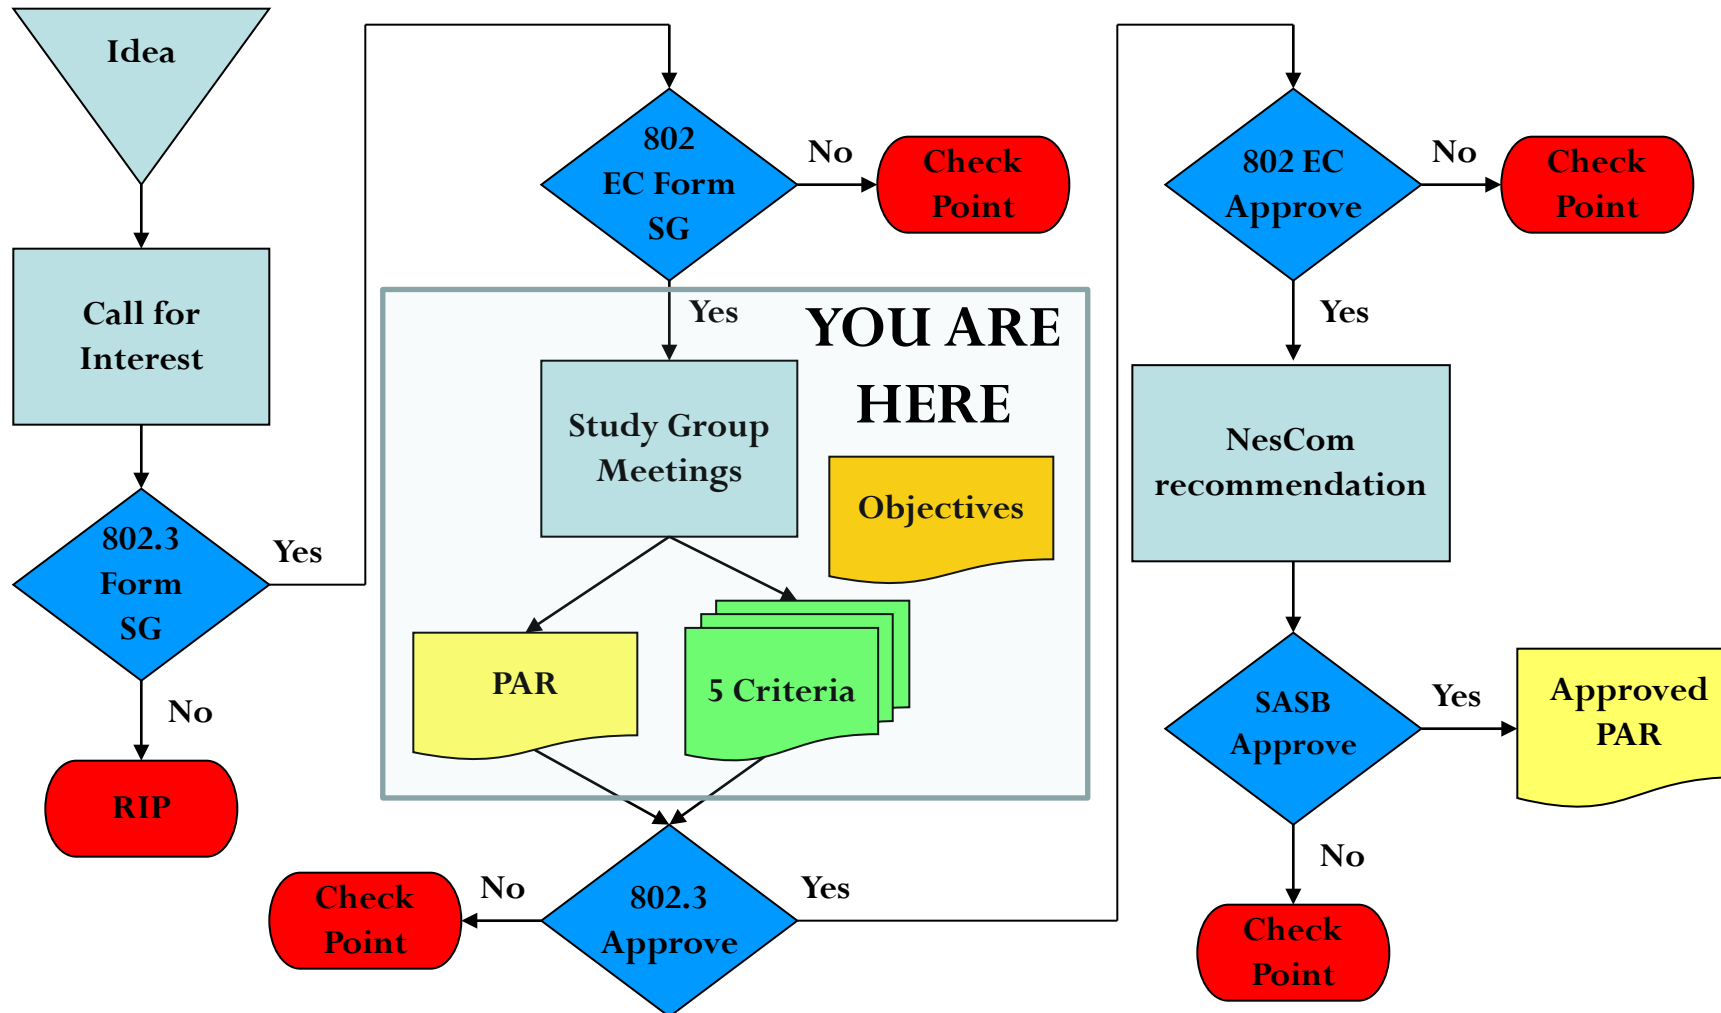 Idea
Call for
Interest
802.3
Form
SG
Yes
No
RIP
802
EC Form
SG
No
Check
Point
Yes
YOU ARE
HERE
Study Group
Meetings
Objectives
PAR
5 Criteria
802.3
Approve
No
Check
Point
Yes
802 EC
Approve
No
Check
Point
Yes
NesCom
recommendation
SASB
Approve
Yes
Approved
PAR
No
Check
Point